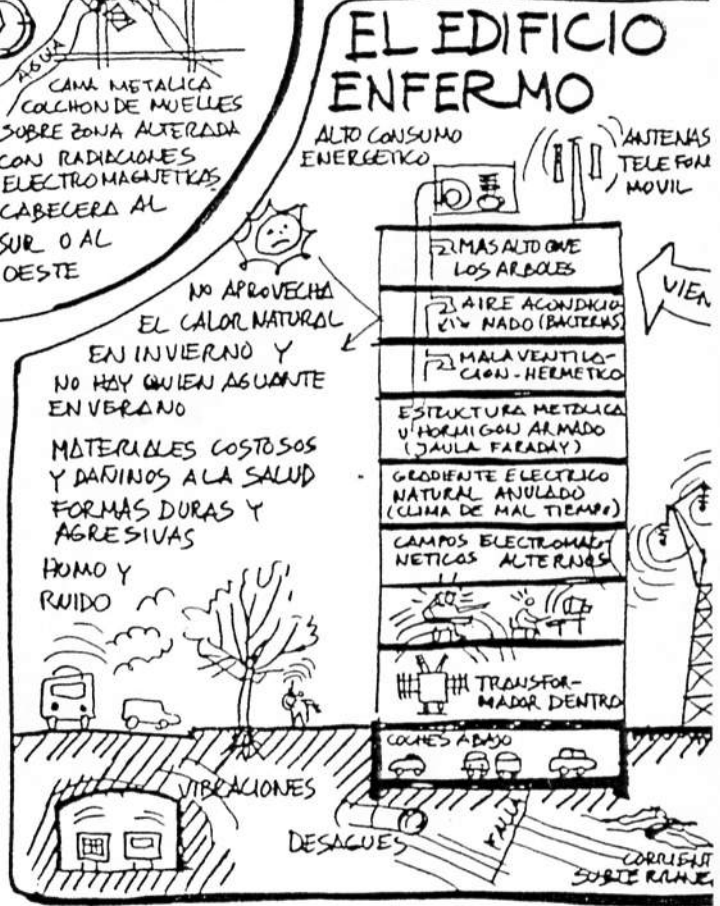 AGUA
CAMA METALICA
COLCHON DE MUELLES
SOBRE ZONA ALTERADA
CON RADIACIONES
ELECTROMAGNETICAS
CABECERA AL
SUR O AL
OESTE
EL EDIFICIO
ENFERMO
ALTO CONSUMO
ENERGETICO
ANTENAS
TELEFON
MOVIL
MAS ALTO QUE
LOS ARBOLES
AIRE ACONDICIO
NADO (BACTERIAS)
MALA VENTILA-
CION - HERMETICO
ESTRUCTURA METALICA
U HORMIGON ARMADO
(JAULA FARADAY)
GRADIENTE ELECTRICO
NATURAL ANULADO
(CLIMA DE MAL TIEMPO)
CAMPOS ELECTROMAG
NETICOS ALTERNOS
TRANSFOR-
MADOR DENTRO
COCHES ABAJO
VIEN
NO APROVECHA
EL CALOR NATURAL
EN INVIERNO Y
NO HAY QUIEN AGUANTE
EN VERANO
MATERIALES COSTOSOS
Y DAÑINOS A LA SALUD
FORMAS DURAS Y
AGRESIVAS
HUMO Y
RUIDO
VIBRACIONES
DESAGUES
FALLA
CORRIENT
SUBTERRANE